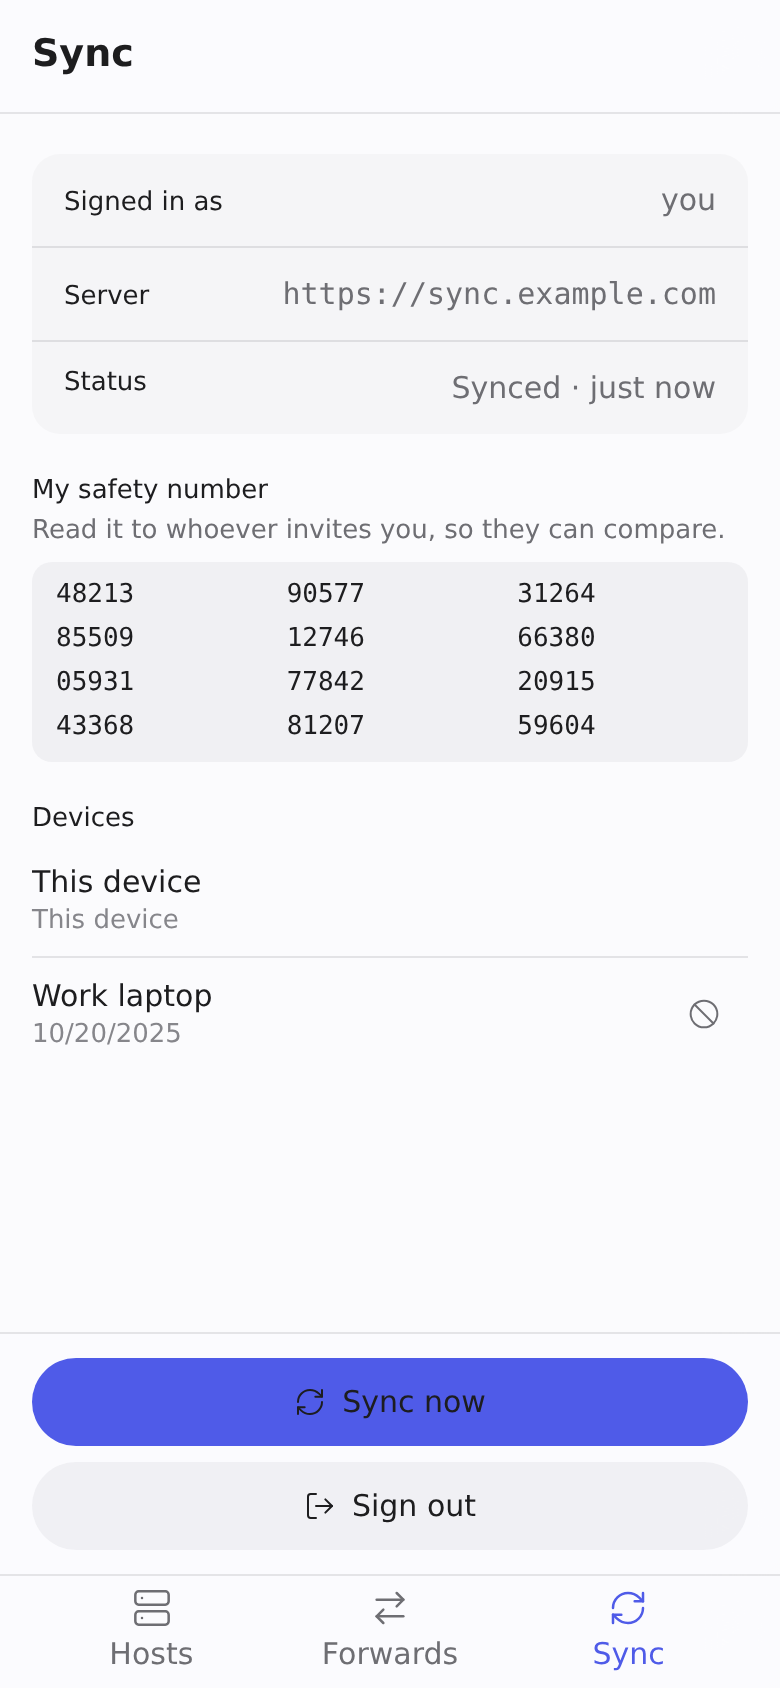 Sync
Signed in as you
Server https://sync.example.com
Status Synced · just now
My safety number
Read it to whoever invites you, so they can compare.
48213 90577 31264
85509 12746 66380
05931 77842 20915
43368 81207 59604
Devices
This device
This device
Work laptop
10/20/2025
Sync now
Sign out
Hosts Forwards Sync